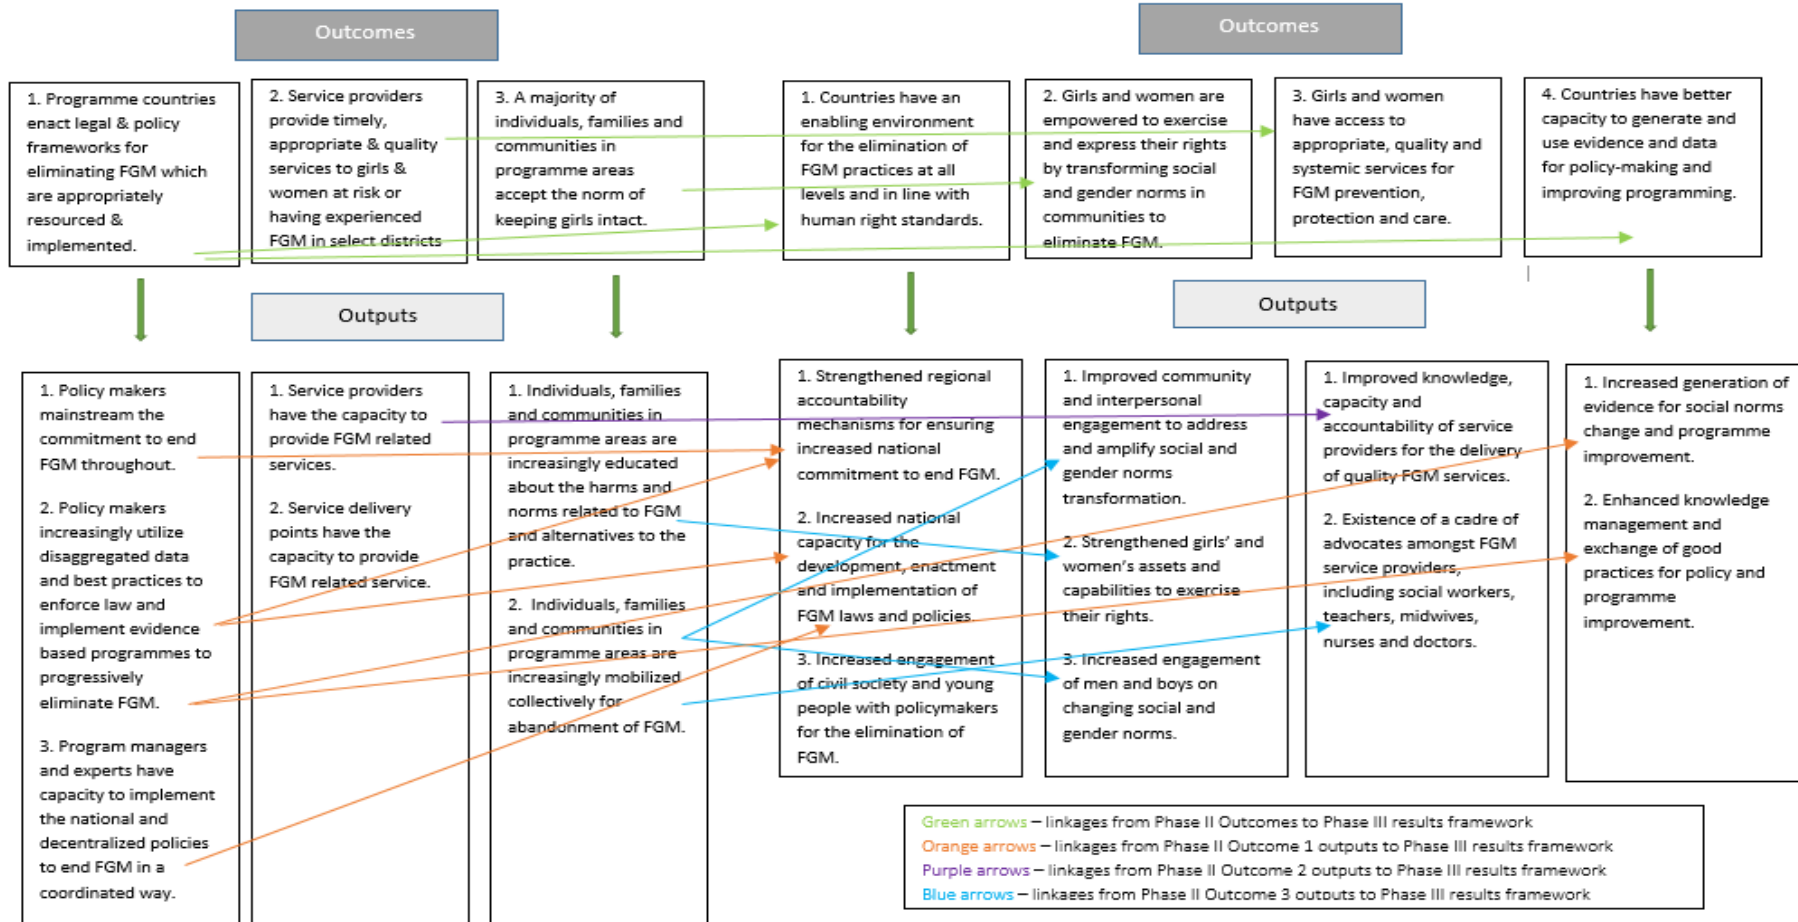 Outcomes
Outcomes
1. Programme countries
enact legal & policy
frameworks for
eliminating FGM which
are appropriately
resourced &
implemented.
2. Service providers
provide timely,
appropriate & quality
services to girls &
women at risk or
having experienced
FGM in select districts
3. A majority of
individuals, families and
communities in
programme areas
accept the norm of
keeping girls intact.
1. Countries have an
enabling environment
for the elimination of
FGM practices at all
levels and in line with
human right standards.
2. Girls and women are
empowered to exercise
and express their rights
by transforming social
and gender norms in
communities to
eliminate FGM.
3. Girls and women
have access to
appropriate, quality and
systemic services for
FGM prevention,
protection and care.
4. Countries have better
capacity to generate and
use evidence and data
for policy-making and
improving programming.
Outputs
Outputs
1. Policy makers
mainstream the
commitment to end
FGM throughout.
2. Policy makers
increasingly utilize
disaggregated data
and best practices to
enforce law and
implement evidence
based programmes to
progressively
eliminate FGM.
3. Program managers
and experts have
capacity to implement
the national and
decentralized policies
to end FGM in a
coordinated way.
1. Service providers
have the capacity to
provide FGM related
services.
2. Service delivery
points have the
capacity to provide
FGM related service.
1. Individuals, families
and communities in
programme areas are
increasingly educated
about the harms and
norms related to FGM
and alternatives to the
practice.
2. Individuals, families
and communities in
programme areas are
increasingly mobilized
collectively for
abandonment of FGM.
1. Strengthened regional
accountability
mechanisms for ensuring
increased national
commitment to end FGM.
2. Increased national
capacity for the
development, enactment
and implementation of
FGM laws and policies.
3. Increased engagement
of civil society and young
people with policymakers
for the elimination of
FGM.
1. Improved community
and interpersonal
engagement to address
and amplify social and
gender norms
transformation.
2. Strengthened girls' and
women's assets and
capabilities to exercise
their rights.
3. Increased engagement
of men and boys on
changing social and
gender norms.
1. Improved knowledge,
capacity and
accountability of service
providers for the delivery
of quality FGM services.
2. Existence of a cadre of
advocates amongst FGM
service providers,
including social workers,
teachers, midwives,
nurses and doctors.
1. Increased generation of
evidence for social norms
change and programme
improvement.
2. Enhanced knowledge
management and
exchange of good
practices for policy and
programme
improvement.
Green arrows – linkages from Phase II Outcomes to Phase III results framework
Orange arrows – linkages from Phase II Outcome 1 outputs to Phase III results framework
Purple arrows – linkages from Phase II Outcome 2 outputs to Phase III results framework
Blue arrows – linkages from Phase II Outcome 3 outputs to Phase III results framework